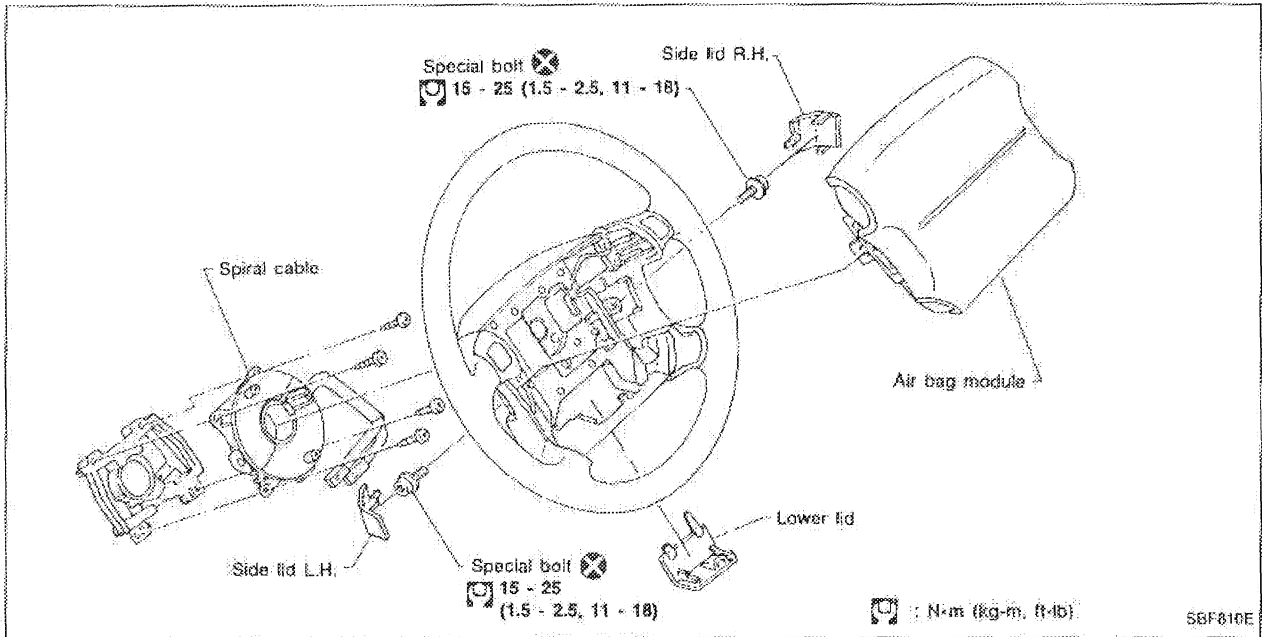 Special bolt
15 - 25 (1.5 - 2.5, 11 - 18)
Side lid R.H.
Spiral cable
Air bag module
Side lid L.H.
Special bolt
15 - 25
(1.5 - 2.5, 11 - 18)
Lower lid
: N·m (kg-m, ft-lb)
SBF810E